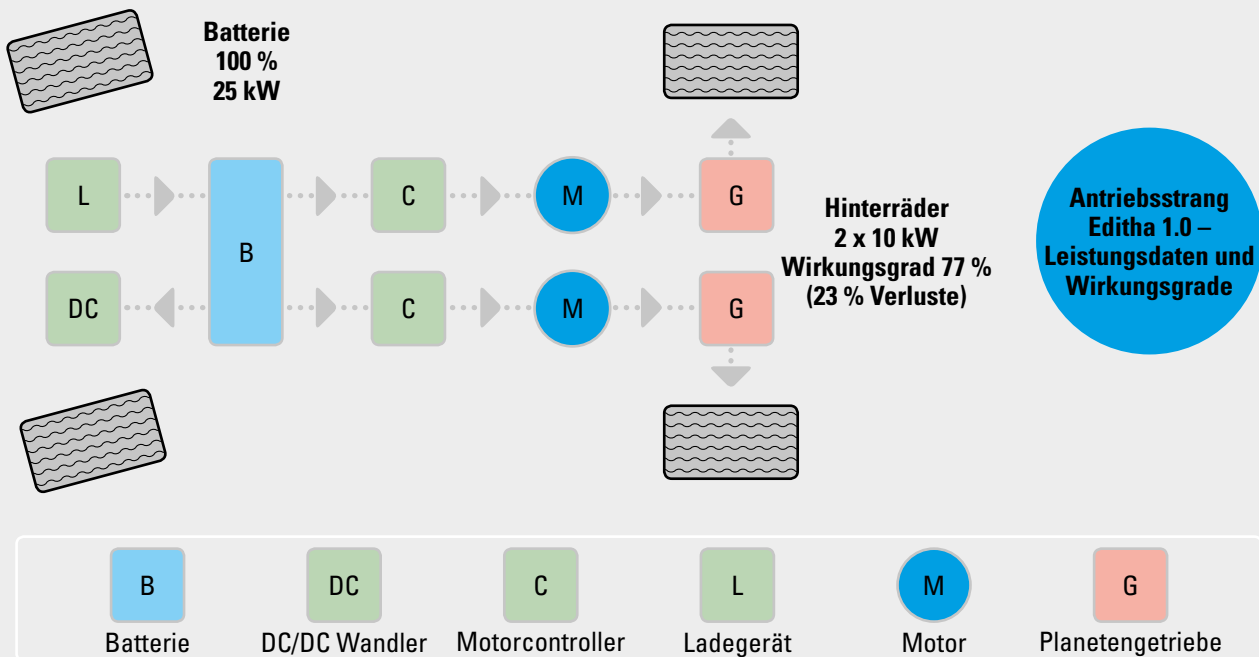 Batterie
100 %
25 kW
L
B
C
M
G
DC
C
M
G
Hinterräder
2 x 10 kW
Wirkungsgrad 77 %
(23 % Verluste)
Antriebsstrang
Editha 1.0 –
Leistungsdaten und
Wirkungsgrade
B
DC
C
L
M
G
Batterie
DC/DC Wandler
Motorcontroller
Ladegerät
Motor
Planetengetriebe